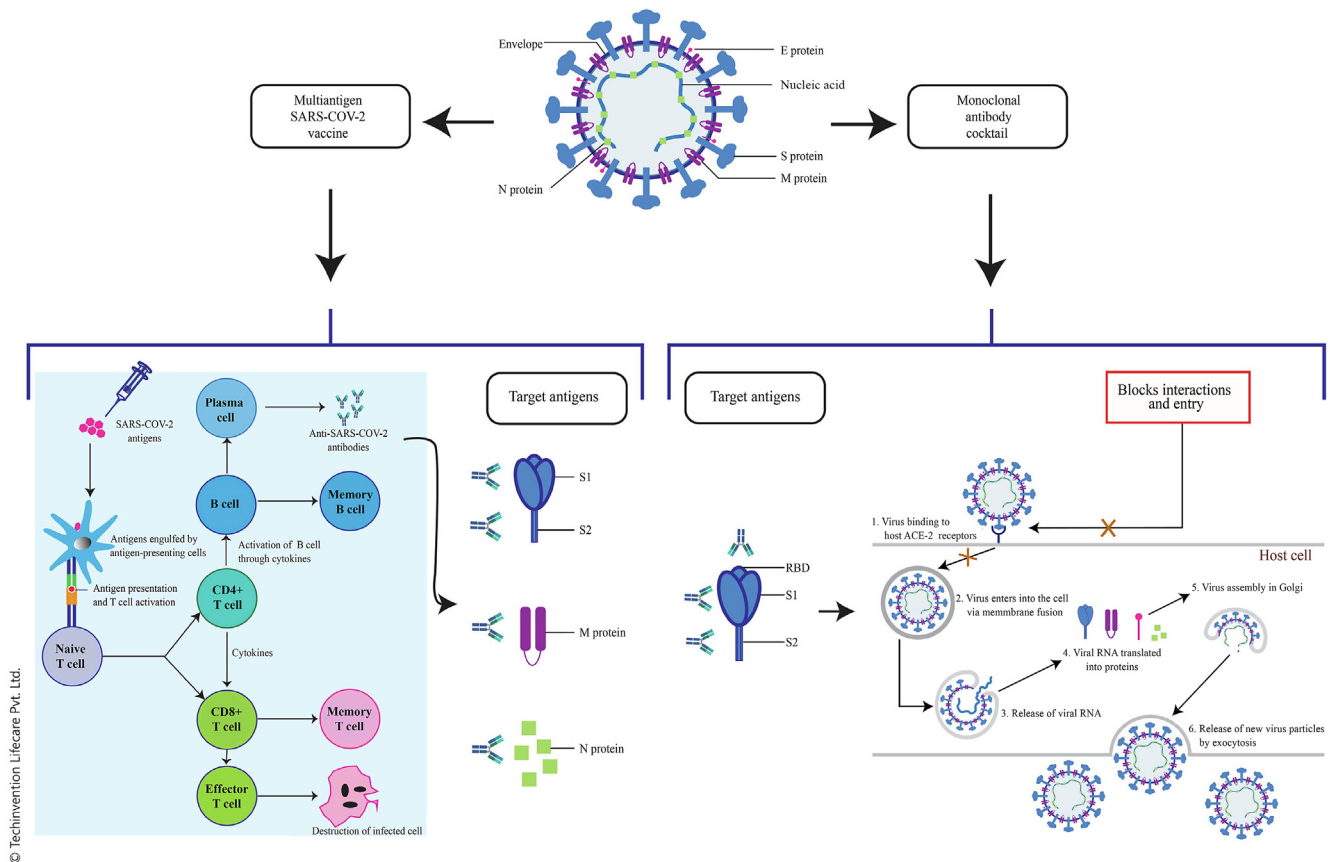 Envelope
E protein
Nucleic acid
S protein
M protein
N protein
Multiantigen
SARS-COV-2
vaccine
Monoclonal
antibody
cocktail
SARS-COV-2
antigens
Plasma
cell
Anti-SARS-COV-2
antibodies
B cell
Memory
B cell
Antigens engulfed by
antigen-presenting cells
Activation of B cell
through cytokines
Antigen presentation
and T cell activation
CD4+
T cell
Naive
T cell
Cytokines
CD8+
T cell
Memory
T cell
Effector
T cell
Destruction of infected cell
Target antigens
S1
S2
M protein
N protein
Target antigens
RBD
S1
S2
Blocks interactions
and entry
1. Virus binding to
host ACE-2 receptors
Host cell
2. Virus enters into the cell
via memmbrane fusion
3. Release of viral RNA
4. Viral RNA translated
into proteins
5. Virus assembly in Golgi
6. Release of new virus particles
by exocytosis
© Techinvention Lifecare Pvt. Ltd.